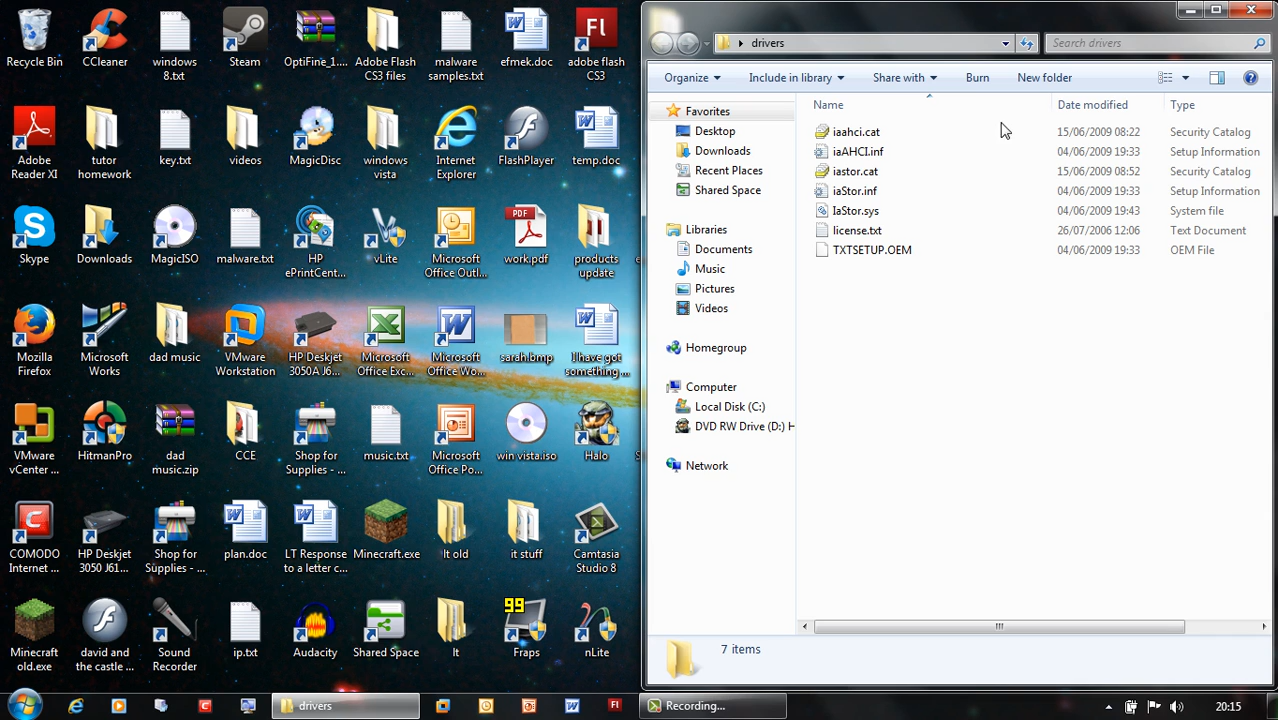 Recycle Bin
CCleaner
windows 8.txt
Steam
OptiFine_1....
Adobe Flash CS3 files
malware samples.txt
efmek.doc
adobe flash CS3
Adobe Reader XI
tutor homework
key.txt
videos
MagicDisc
windows vista
Internet Explorer
FlashPlayer
temp.doc
Skype
Downloads
MagicISO
malware.txt
HP ePrintCent...
vLite
Microsoft Office Outl...
PDF
work.pdf
products update
Mozilla Firefox
Microsoft Works
dad music
VMware Workstation
HP Deskjet 3050A J6...
Microsoft Office Exc...
Microsoft Office Wo...
sarah.bmp
I have got something ...
VMware vCenter ...
HitmanPro
dad music.zip
CCE
Shop for Supplies - ...
music.txt
Microsoft Office Po...
win vista.iso
Halo
COMODO Internet ...
HP Deskjet 3050 J61...
Shop for Supplies - ...
plan.doc
LT Response to a letter c...
Minecraft.exe
It old
it stuff
Camtasia Studio 8
Minecraft old.exe
david and the castle ...
Sound Recorder
ip.txt
Audacity
Shared Space
It
99
Fraps
nLite
drivers
Search drivers
Organize
Include in library
Share with
Burn
New folder
Favorites
Desktop
Downloads
Recent Places
Shared Space
Libraries
Documents
Music
Pictures
Videos
Homegroup
Computer
Local Disk (C:)
DVD RW Drive (D:) H
Network
Name Date modified Type
iaahci.cat 15/06/2009 08:22 Security Catalog
iaAHCI.inf 04/06/2009 19:33 Setup Information
iastor.cat 15/06/2009 08:52 Security Catalog
iaStor.inf 04/06/2009 19:33 Setup Information
IaStor.sys 04/06/2009 19:43 System file
license.txt 26/07/2006 12:06 Text Document
TXTSETUP.OEM 04/06/2009 19:33 OEM File
7 items
drivers
Recording...
20:15